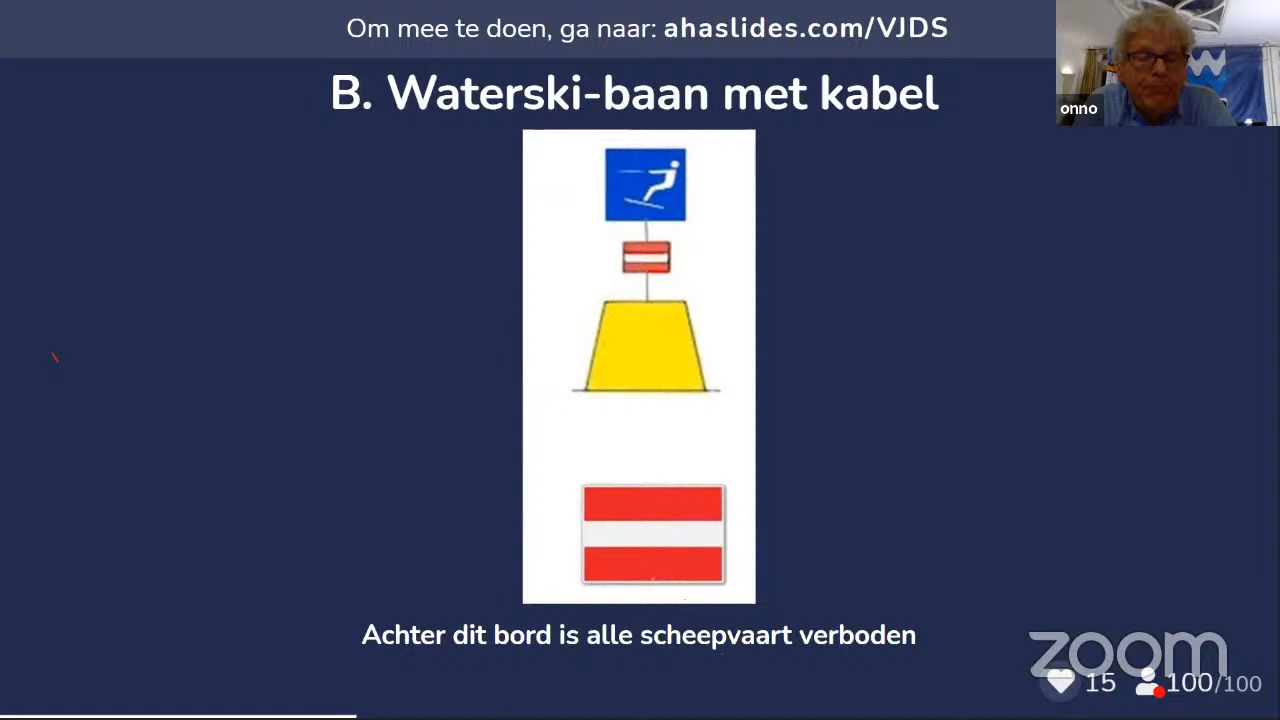 Om mee te doen, ga naar: ahaslides.com/VJDS
B. Waterski-baan met kabel
onno
Achter dit bord is alle scheepvaart verboden
zoom
15 100/100